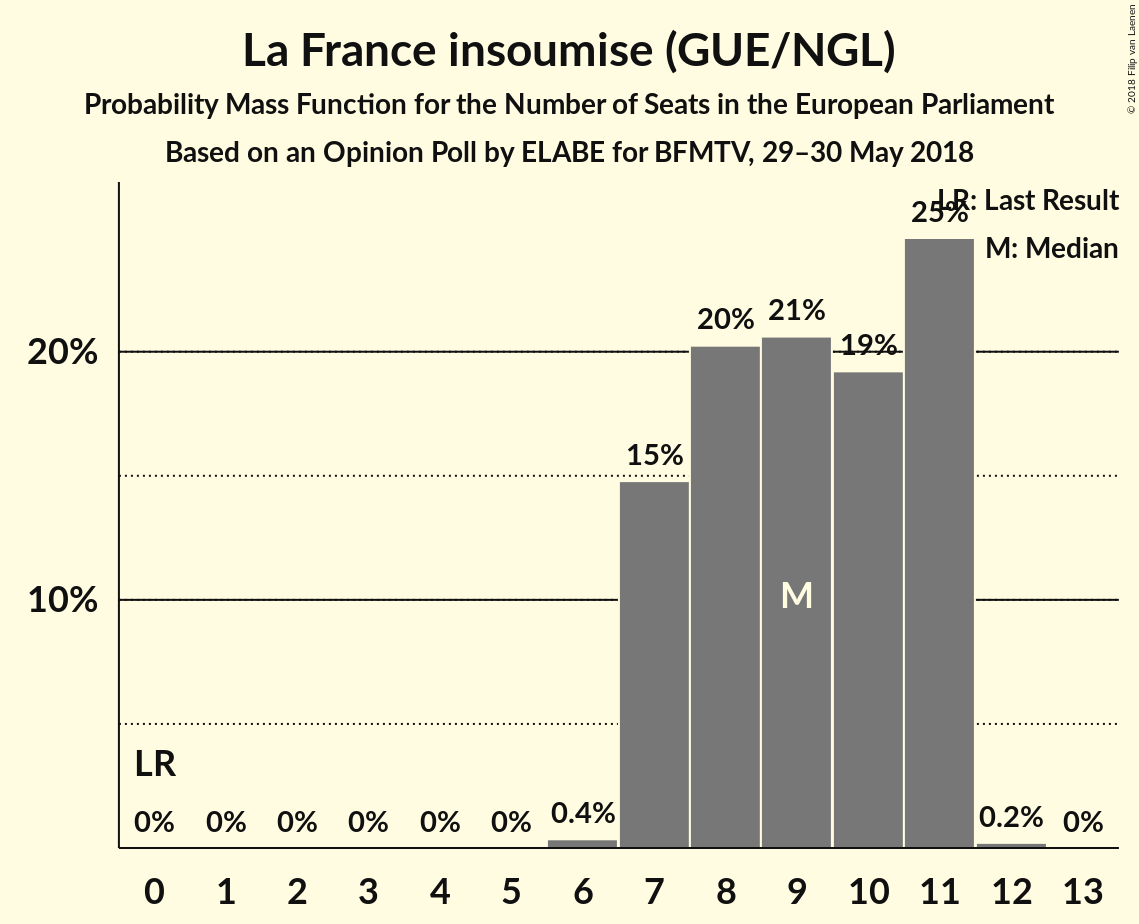 La France insoumise (GUE/NGL)
Probability Mass Function for the Number of Seats in the European Parliament
Based on an Opinion Poll by ELABE for BFMTV, 29–30 May 2018
© 2018 Filip van Laenen
LR: Last Result
M: Median
20%
10%
LR
0% 0% 0% 0% 0% 0% 0.4% 15% 20% 21% 19% 25% 0.2% 0%
M
0 1 2 3 4 5 6 7 8 9 10 11 12 13